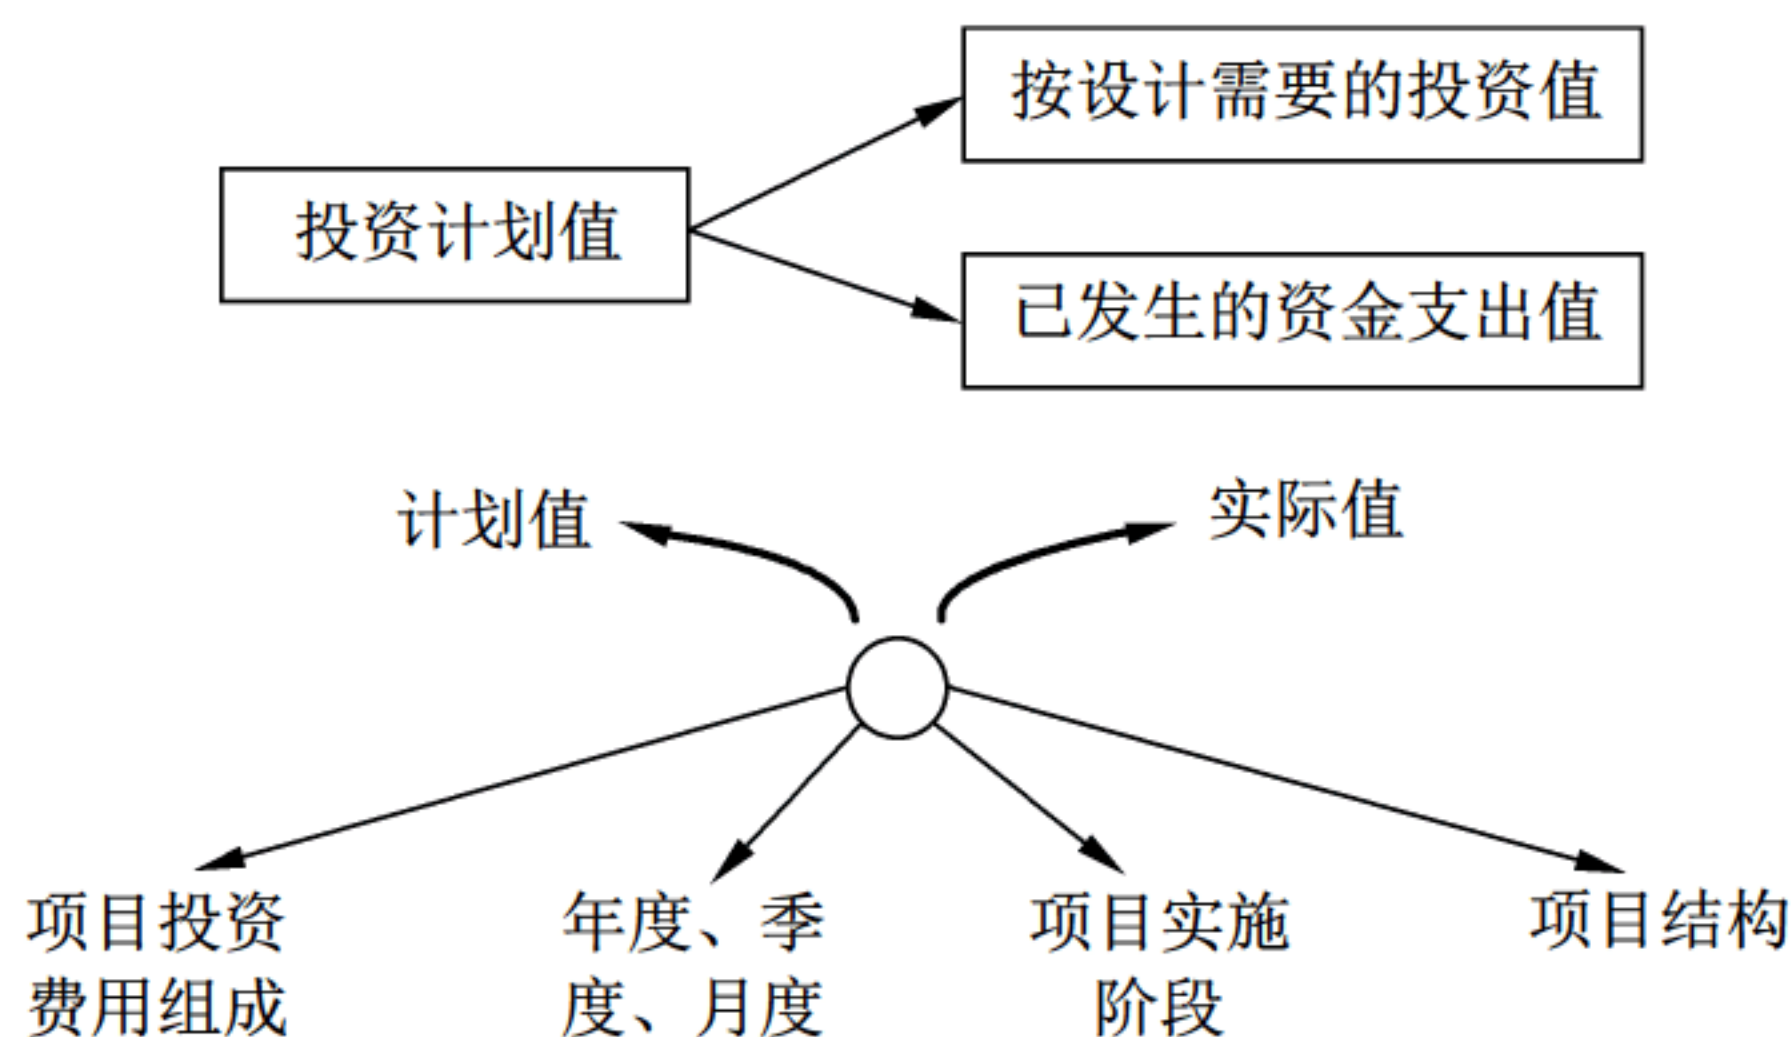 按设计需要的投资值
投资计划值
已发生的资金支出值
计划值
实际值
项目投资
费用组成
年度、季
度、月度
项目实施
阶段
项目结构